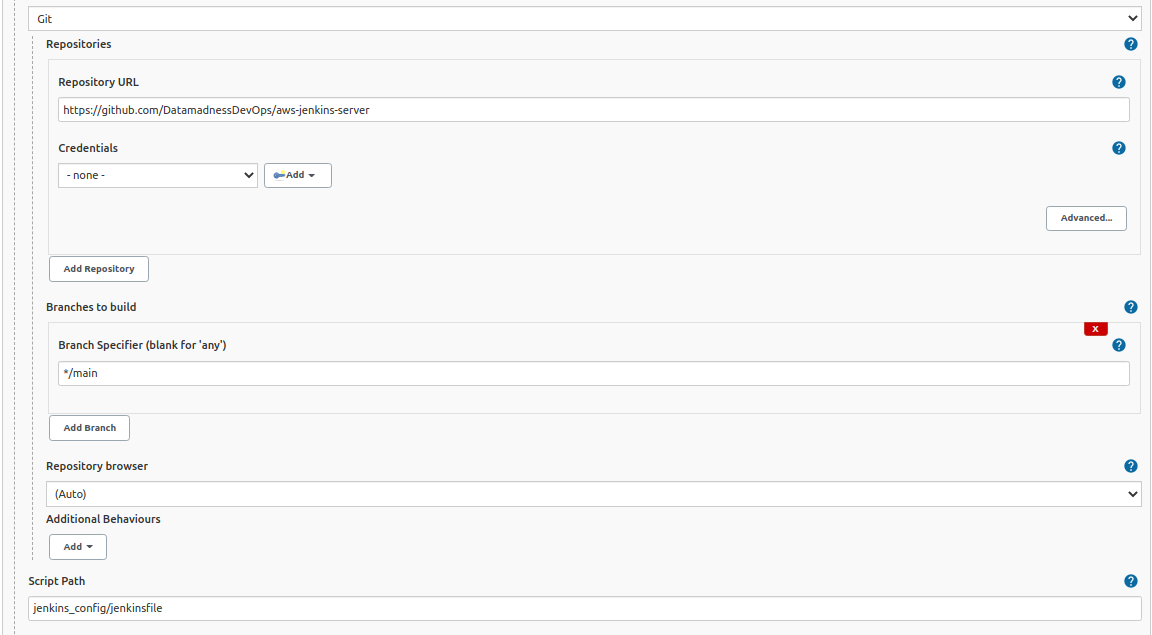 Git
Repositories
?
Repository URL
?
https://github.com/DatamadnessDevOps/aws-jenkins-server
Credentials
?
- none -
Add
Advanced...
Add Repository
Branches to build
?
x
Branch Specifier (blank for 'any')
?
*/main
Add Branch
Repository browser
?
(Auto)
Additional Behaviours
Add
Script Path
?
jenkins_config/jenkinsfile